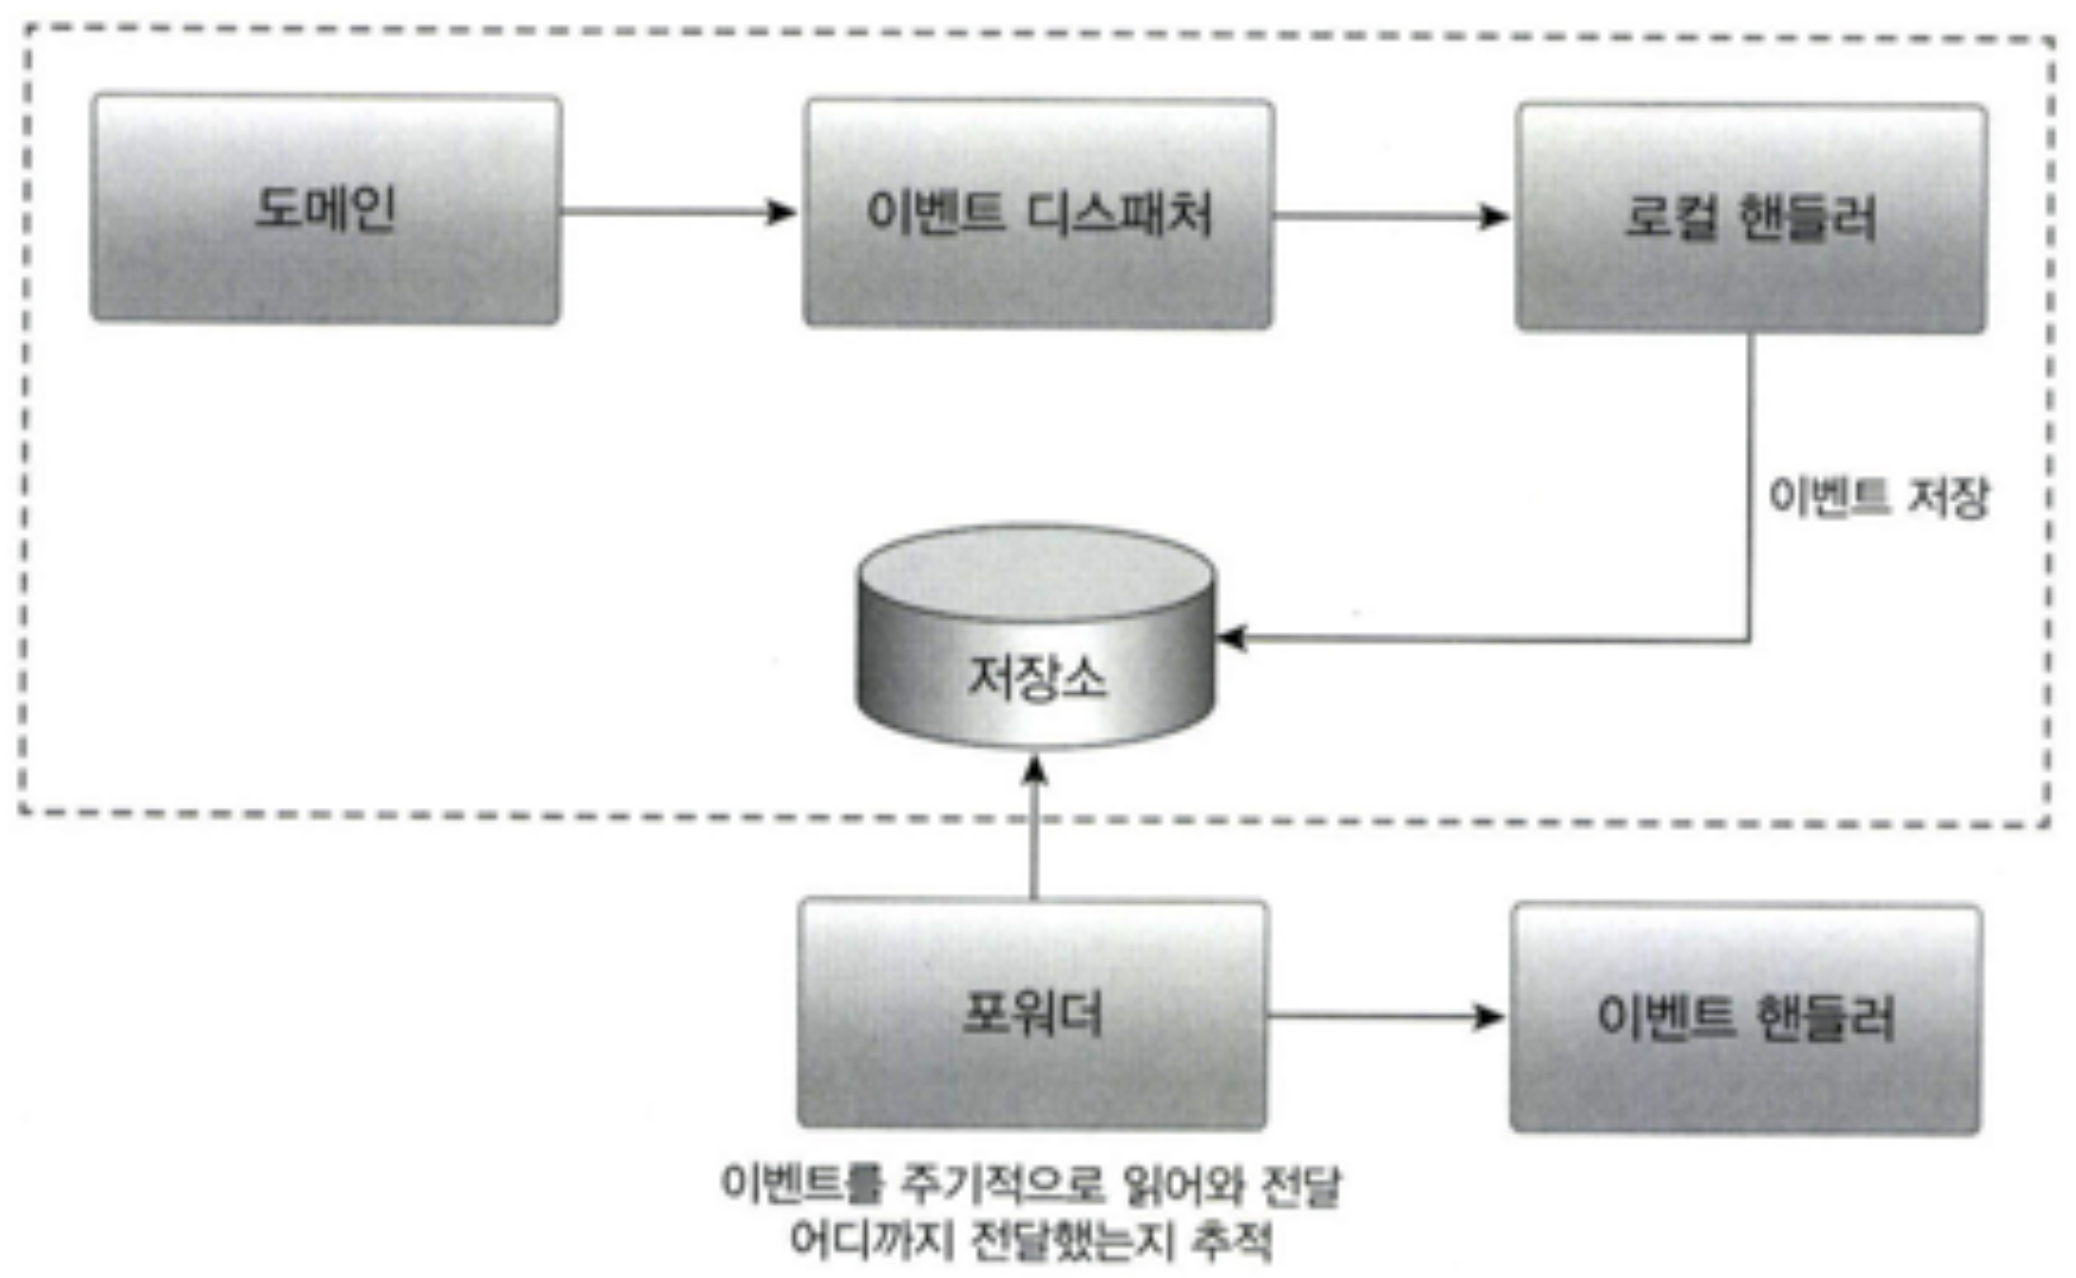 도메인
이벤트 디스패처
로컬 핸들러
이벤트 저장
저장소
포워더
이벤트 핸들러
이벤트를 주기적으로 읽어와 전달
어디까지 전달했는지 추적